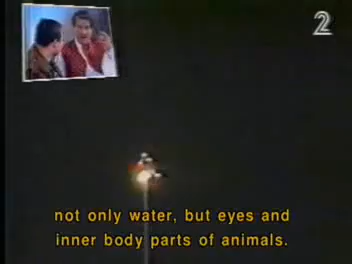 2
not only water, but eyes and
inner body parts of animals.